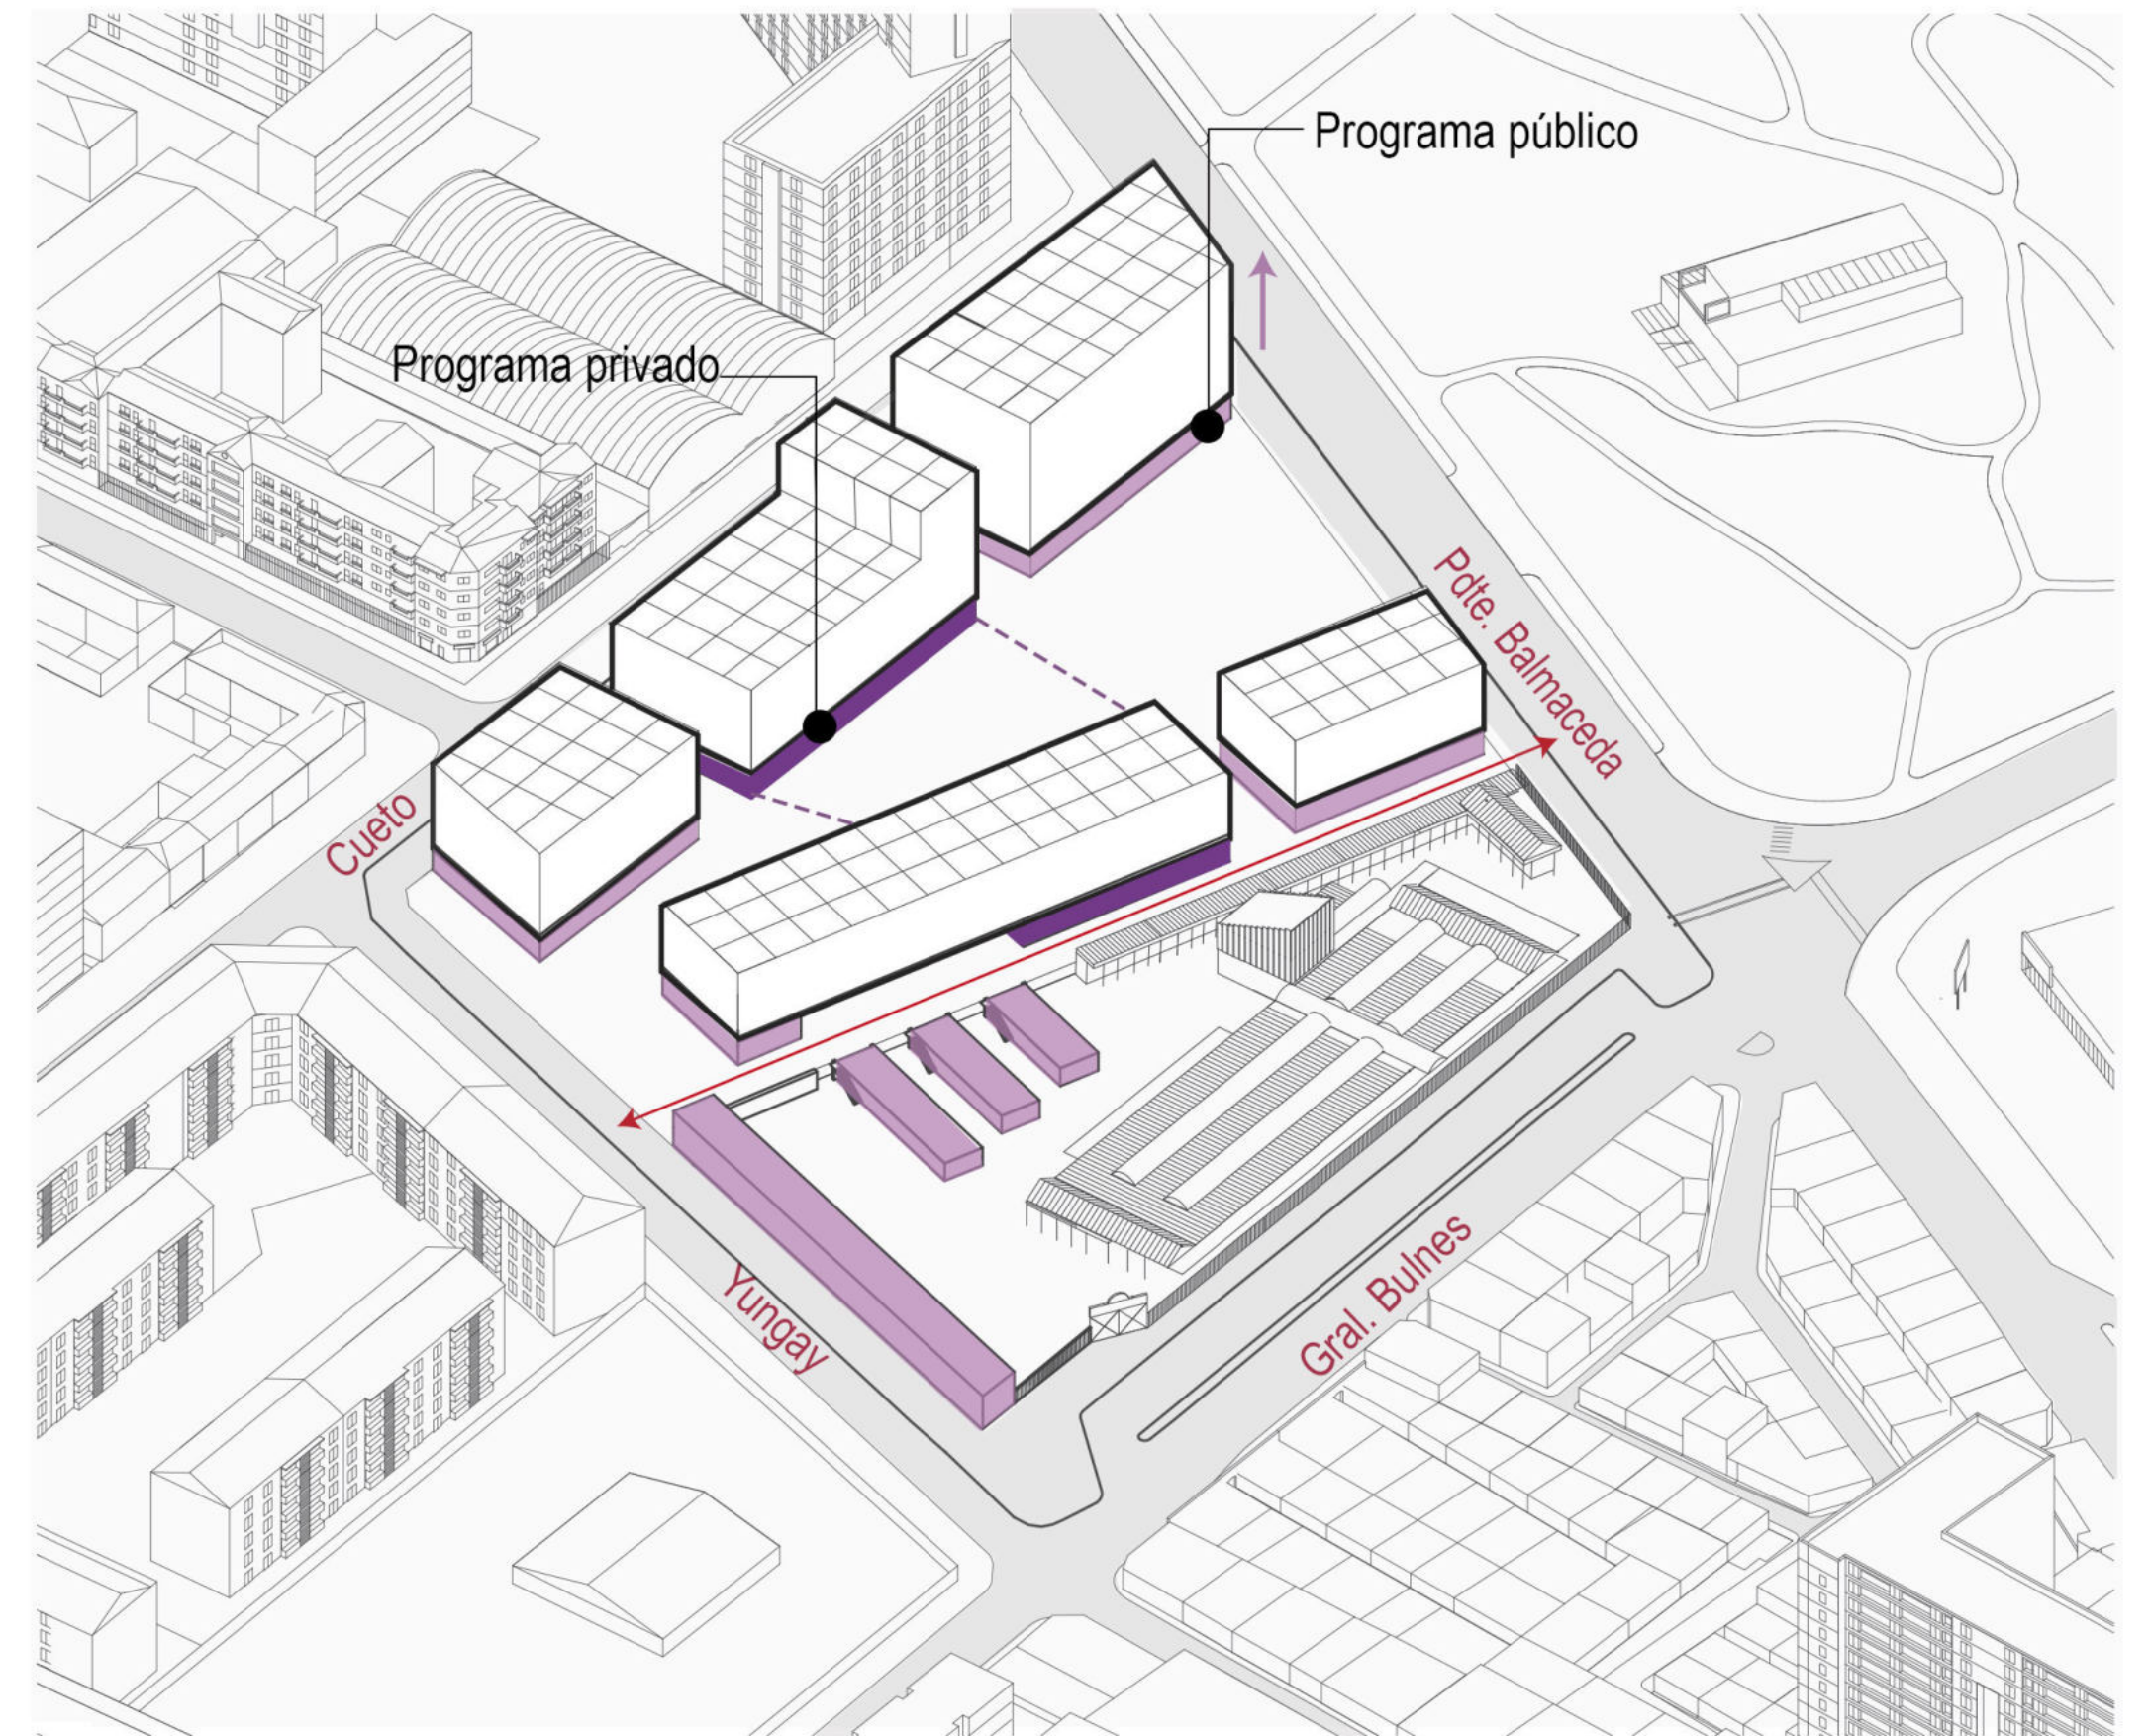 Programa público
Programa privado
Pdte. Balmaceda
Cueto
Yungay
Gral. Bulnes